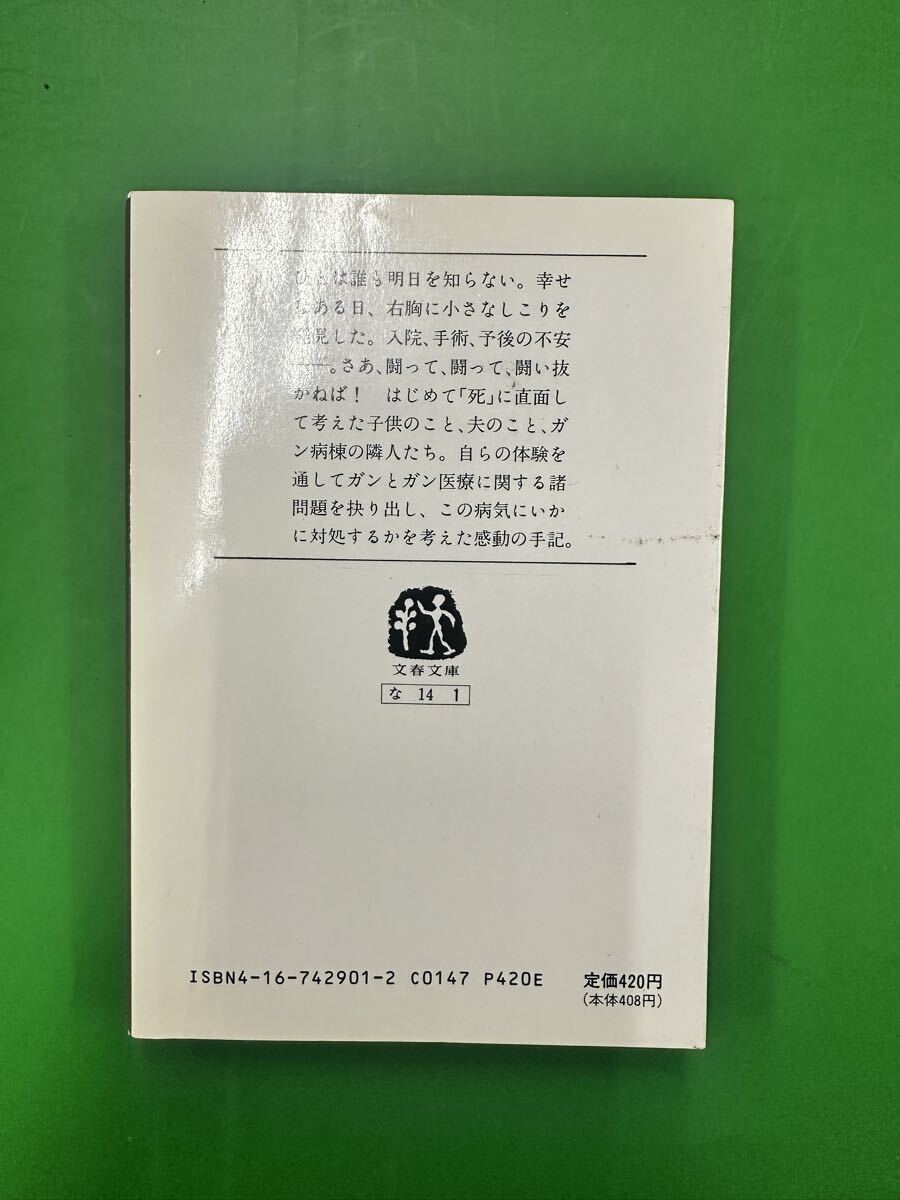 は誰も明日を知らない。幸せ
ある日、右胸に小さなしこりを
発見した。入院、手術、予後の不安
――。さあ、闘って、闘って、闘い抜
かねば！　はじめて「死」に直面し
て考えた子供のこと、夫のこと、ガ
ン病棟の隣人たち。自らの体験を
通してガンとガン医療に関する諸
問題を抉り出し、この病気にいか
に対処するかを考えた感動の手記。
文春文庫
な 14 1
ISBN4-16-742901-2 C0147 P420E
定価420円
(本体408円)